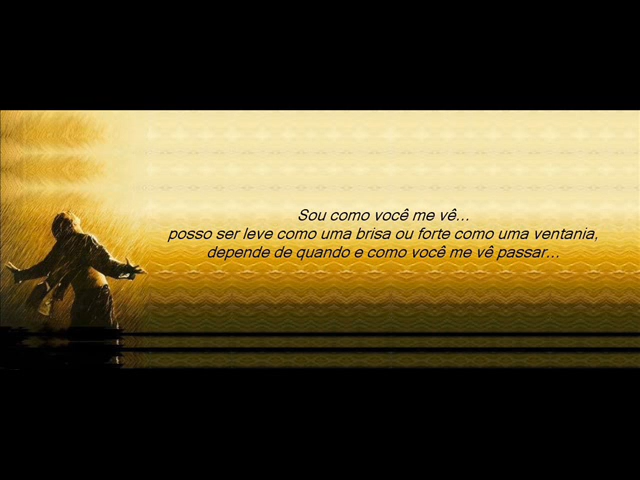 Sou como você me vê...
posso ser leve como uma brisa ou forte como uma ventania,
depende de quando e como você me vê passar...